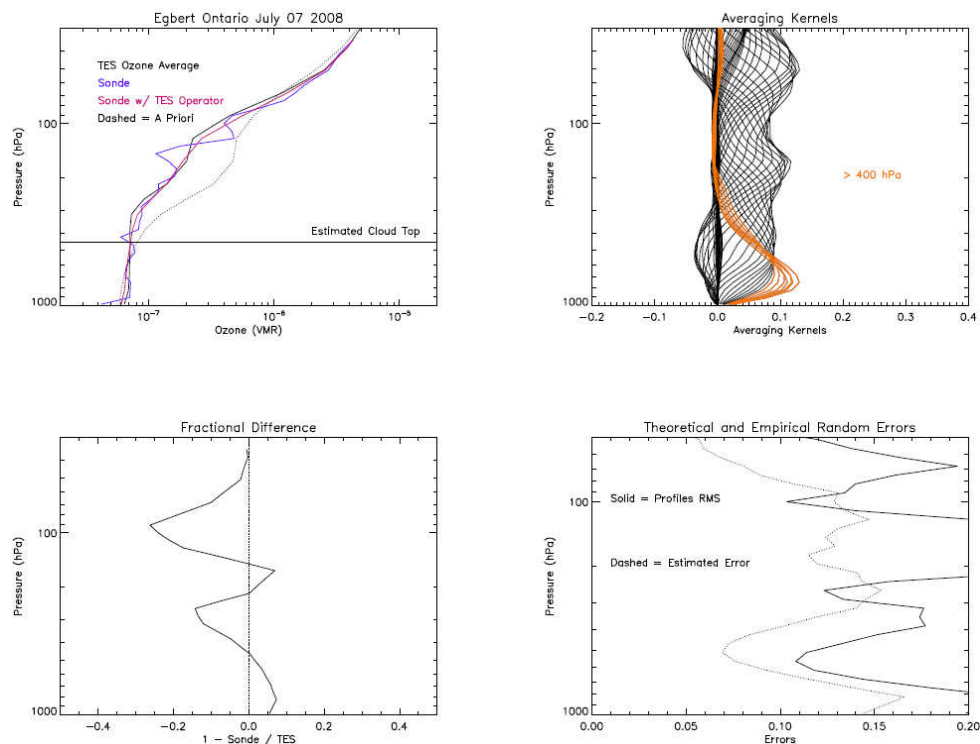 Egbert Ontario July 07 2008
TES Ozone Average
Sonde
Sonde w/ TES Operator
Dashed = A Priori
Estimated Cloud Top
100
1000
Pressure (hPa)
10⁻⁷
10⁻⁶
10⁻⁵
Ozone (VMR)
Averaging Kernels
> 400 hPa
100
1000
Pressure (hPa)
-0.2
-0.1
0.0
0.1
0.2
0.3
0.4
Averaging Kernels
Fractional Difference
100
1000
Pressure (hPa)
-0.4
-0.2
0.0
0.2
0.4
1 - Sonde / TES
Theoretical and Empirical Random Errors
Solid = Profiles RMS
Dashed = Estimated Error
100
1000
Pressure (hPa)
0.00
0.05
0.10
0.15
0.20
Errors